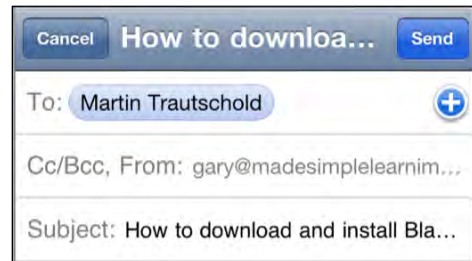 Cancel How to downloa... Send
To: Martin Trautschold
Cc/Bcc, From: gary@madesimplelearnim...
Subject: How to download and install Bla...